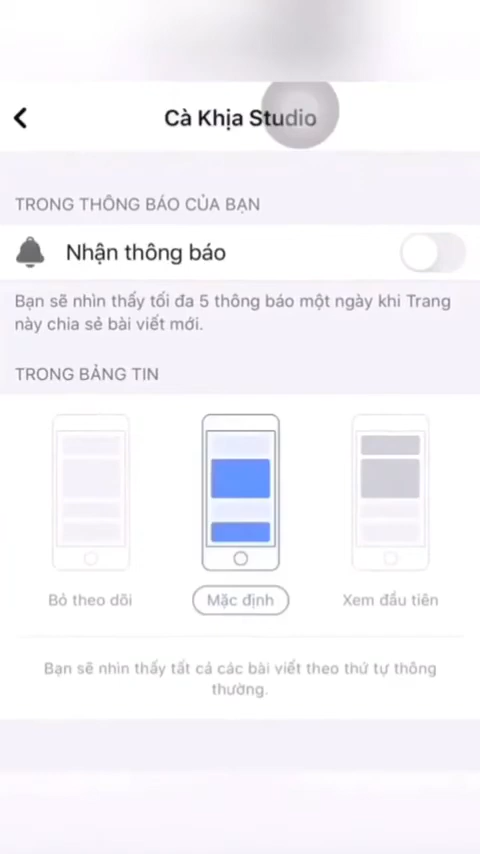 Cà Khịa Studio
TRONG THÔNG BÁO CỦA BẠN
Nhận thông báo
Bạn sẽ nhìn thấy tối đa 5 thông báo một ngày khi Trang
này chia sẻ bài viết mới.
TRONG BẢNG TIN
Bỏ theo dõi
Mặc định
Xem đầu tiên
Bạn sẽ nhìn thấy tất cả các bài viết theo thứ tự thông
thường.